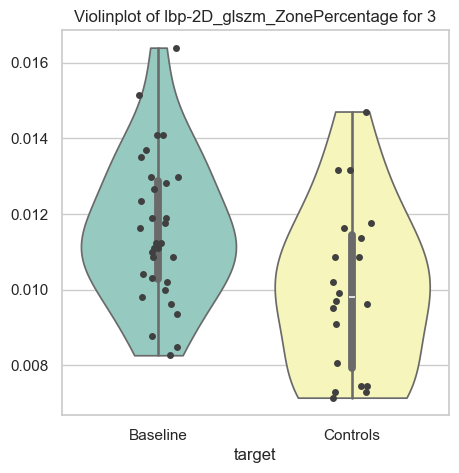 Violinplot of lbp-2D_glszm_ZonePercentage for 3
0.016
0.014
0.012
0.010
0.008
Baseline
Controls
target